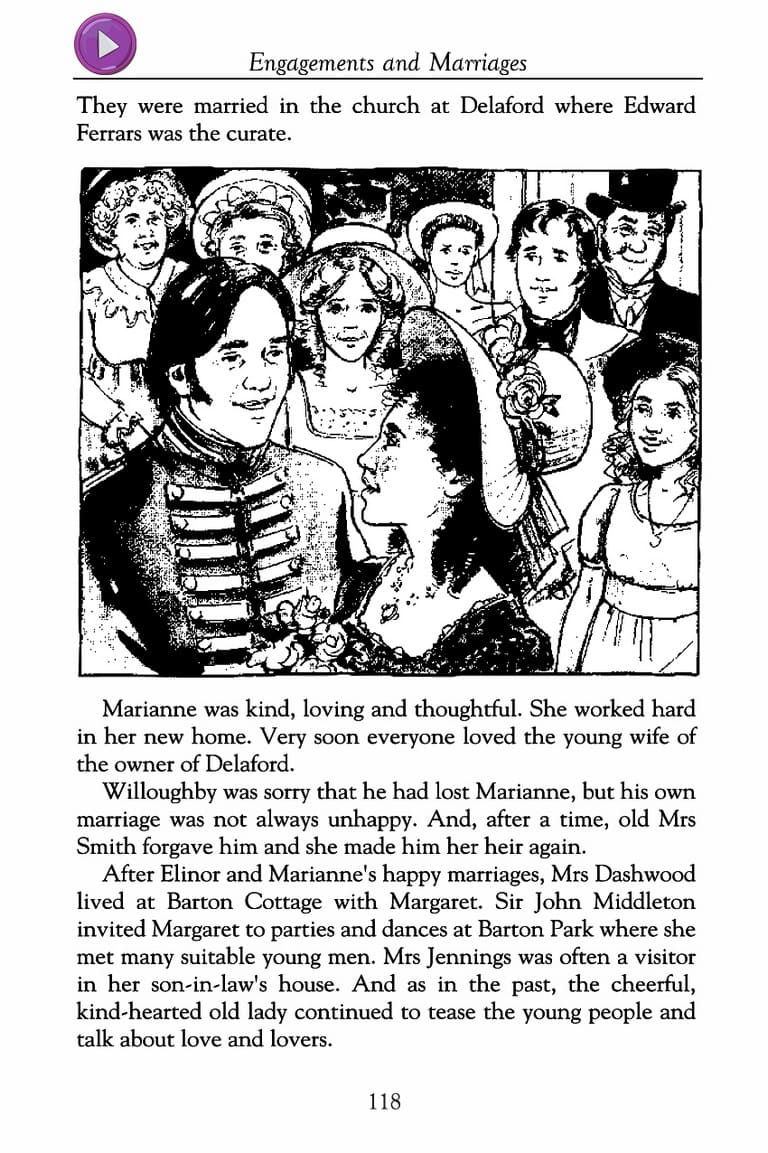 Engagements and Marriages
They were married in the church at Delaford where Edward
Ferrars was the curate.
Marianne was kind, loving and thoughtful. She worked hard
in her new home. Very soon everyone loved the young wife of
the owner of Delaford.
Willoughby was sorry that he had lost Marianne, but his own
marriage was not always unhappy. And, after a time, old Mrs
Smith forgave him and she made him her heir again.
After Elinor and Marianne's happy marriages, Mrs Dashwood
lived at Barton Cottage with Margaret. Sir John Middleton
invited Margaret to parties and dances at Barton Park where she
met many suitable young men. Mrs Jennings was often a visitor
in her son-in-law's house. And as in the past, the cheerful,
kind-hearted old lady continued to tease the young people and
talk about love and lovers.
118